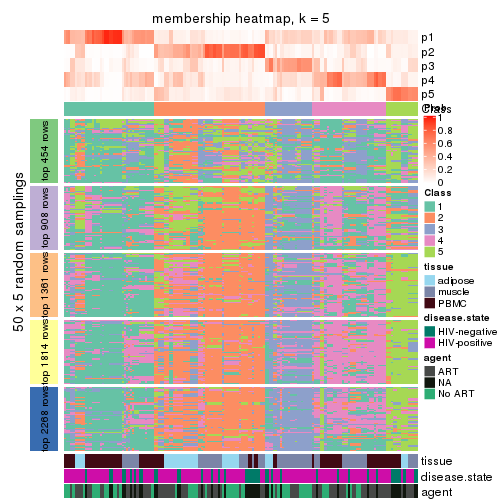 membership heatmap, k = 5
p1
p2
p3
p4
p5
Class
Prob
1
0.8
0.6
0.4
0.2
0
Class
1
2
3
4
5
tissue
adipose
muscle
PBMC
disease.state
HIV-negative
HIV-positive
agent
ART
NA
No ART
50 x 5 random samplings
top 454 rows
top 908 rows
top 1361 rows
top 1814 rows
top 2268 rows
tissue
disease.state
agent